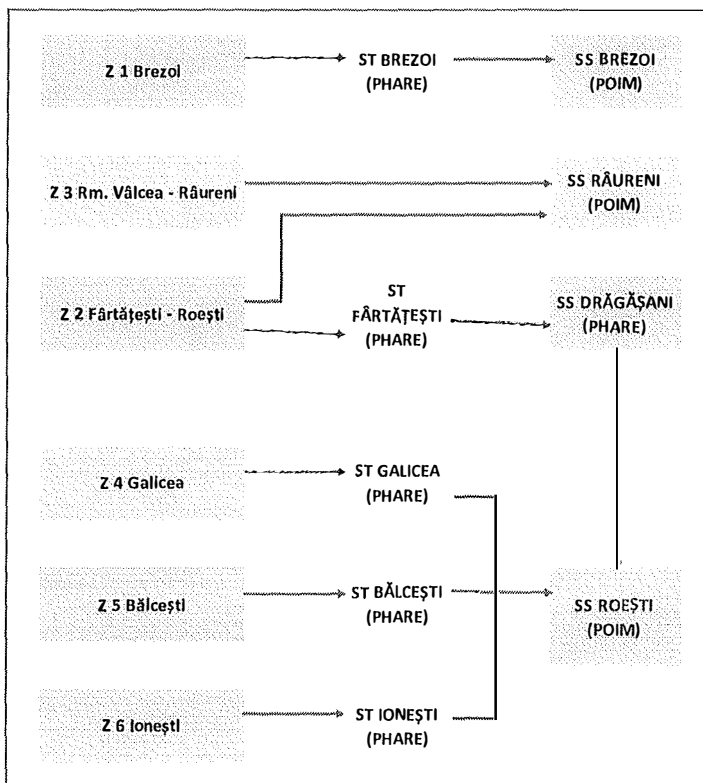 Z 1 Brezoi
ST BREZOI
(PHARE)
SS BREZOI
(POIM)
Z 3 Rm. Vâlcea - Râureni
SS RÂURENI
(POIM)
Z 2 Fârtățești - Roești
ST
FÂRTĂȚEȘTI
(PHARE)
SS DRĂGĂȘANI
(PHARE)
Z 4 Galicea
ST GALICEA
(PHARE)
Z 5 Bălcești
ST BĂLCEȘTI
(PHARE)
SS ROEȘTI
(POIM)
Z 6 Ionești
ST IONEȘTI
(PHARE)